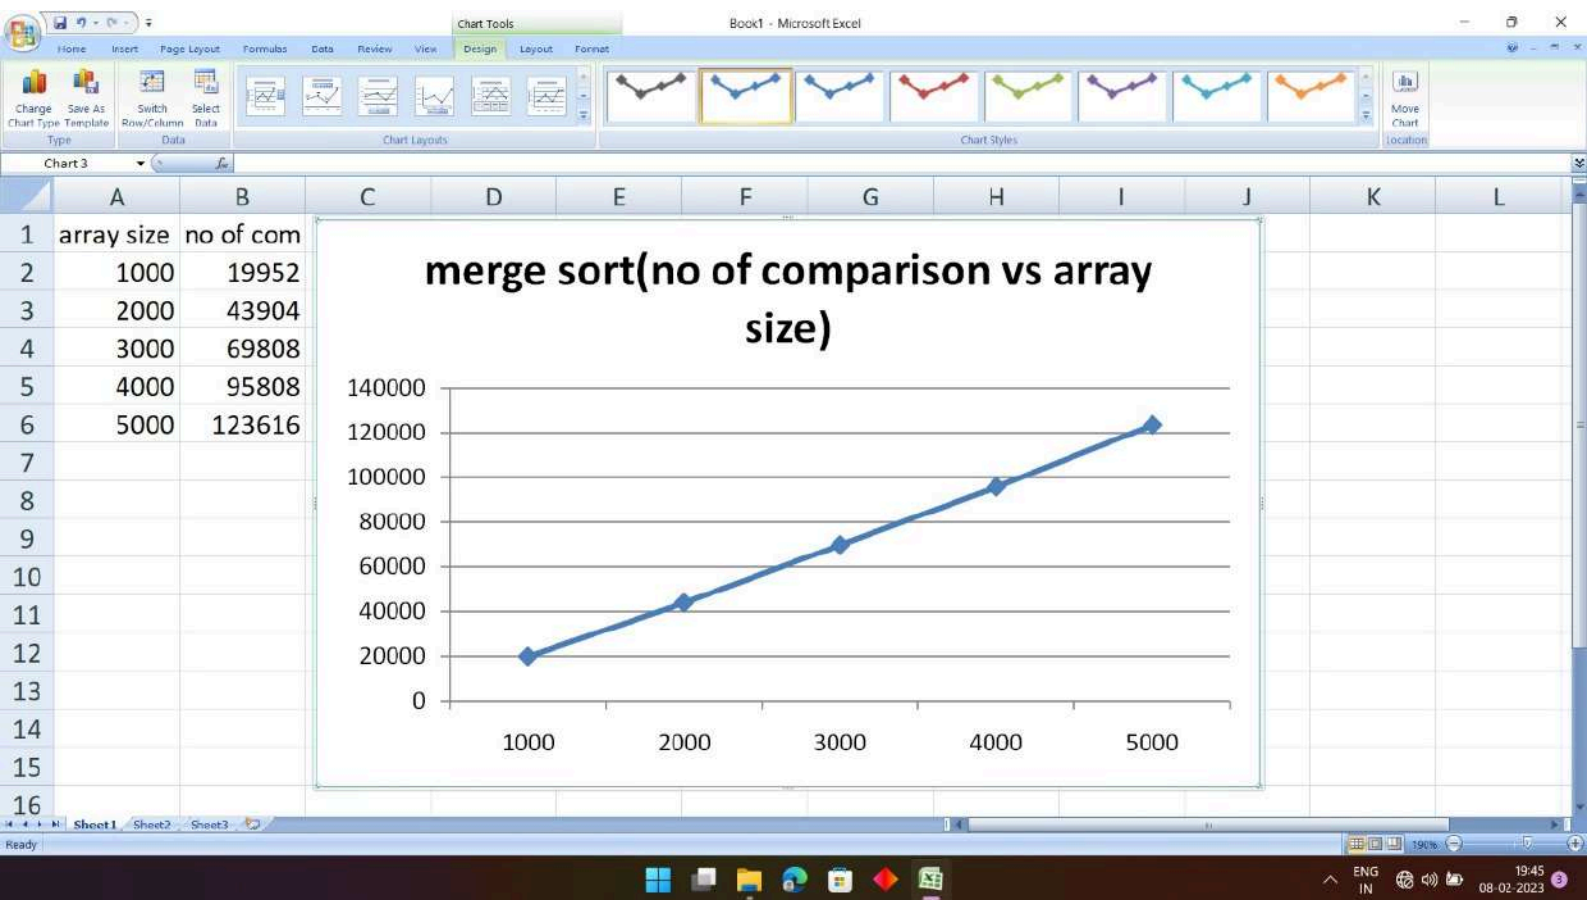 Chart Tools
Book1 - Microsoft Excel
Home Insert Page Layout Formulas Data Review View Design Layout Format
Change Chart Type
Save As Template
Switch Row/Column
Select Data
Move Chart
Type
Data
Chart Layouts
Chart Styles
Location
Chart 3
fx
A B C D E F G H I J K L
1 array size no of com
2 1000 19952
3 2000 43904
4 3000 69808
5 4000 95808
6 5000 123616
7
8
9
10
11
12
13
14
15
16
merge sort(no of comparison vs array
size)
140000
120000
100000
80000
60000
40000
20000
0
1000 2000 3000 4000 5000
Sheet1 Sheet2 Sheet3
Ready
190%
ENG
IN
19:45
08-02-2023
3